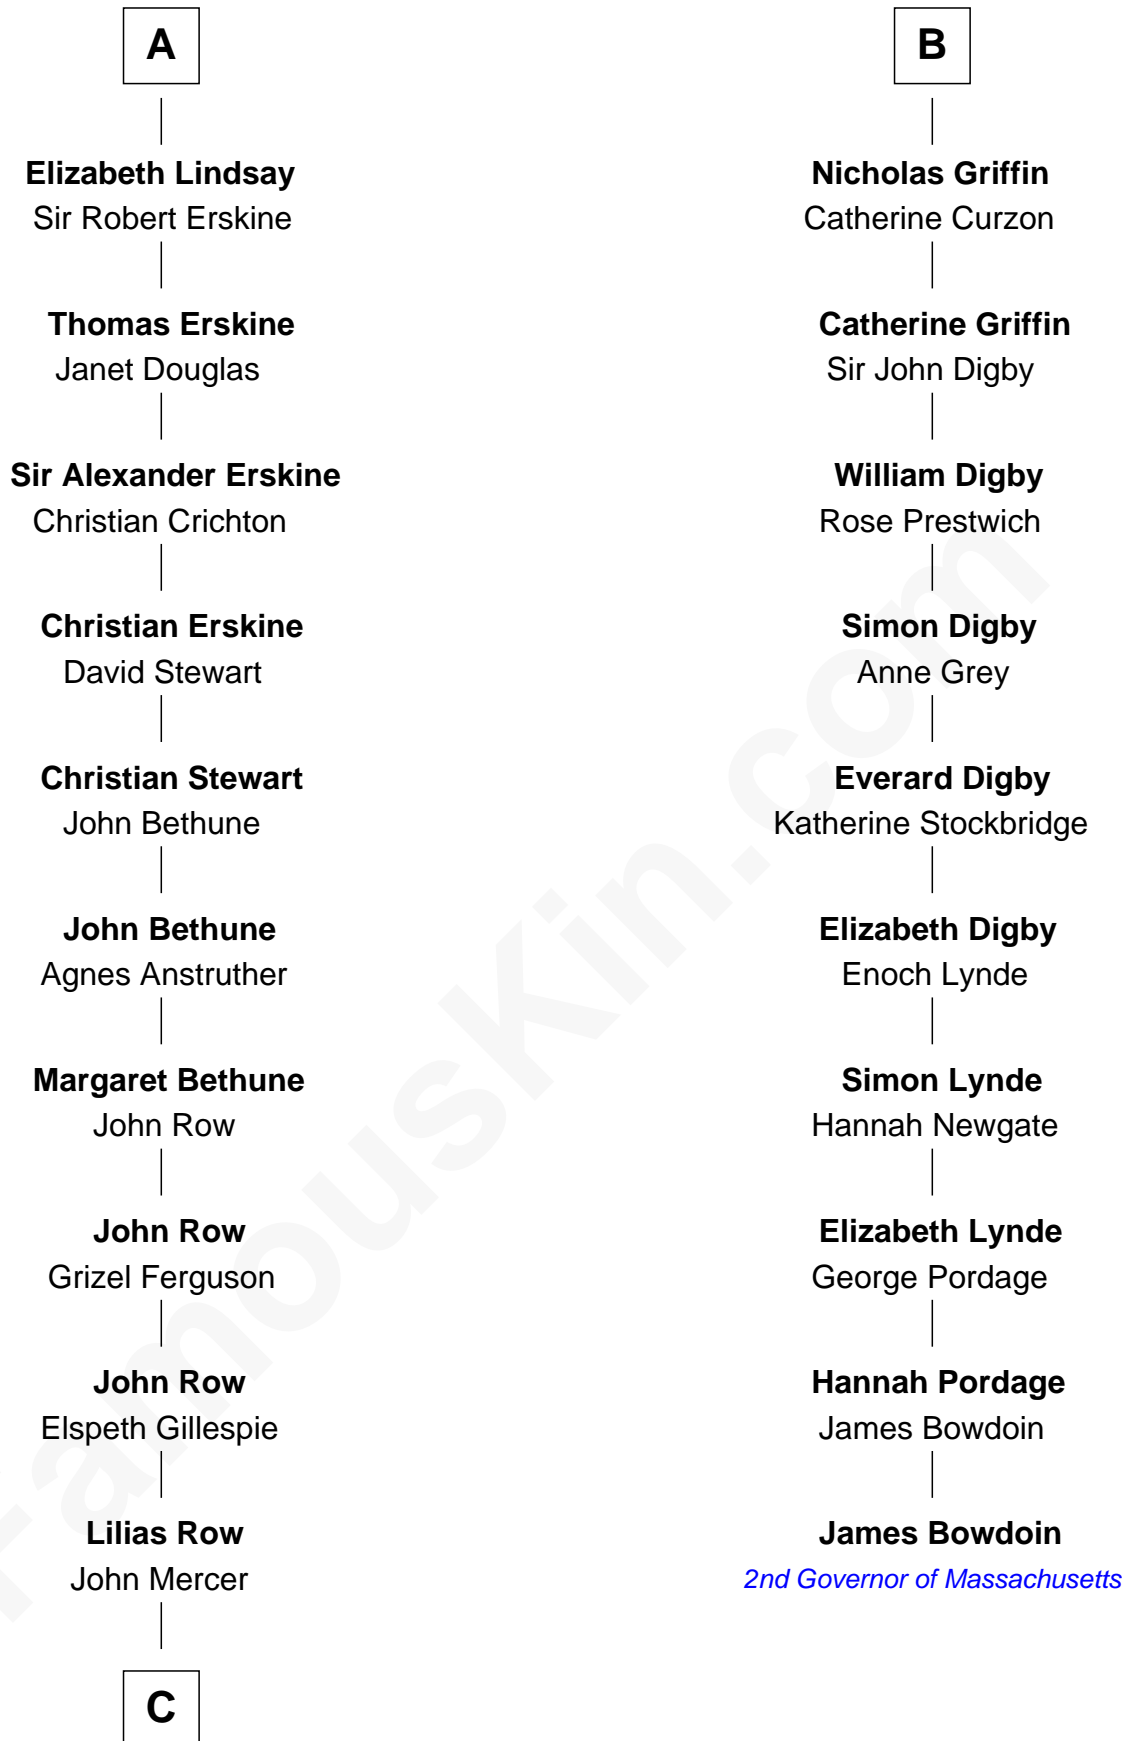 A
Elizabeth Lindsay
Sir Robert Erskine
Thomas Erskine
Janet Douglas
Sir Alexander Erskine
Christian Crichton
Christian Erskine
David Stewart
Christian Stewart
John Bethune
John Bethune
Agnes Anstruther
Margaret Bethune
John Row
John Row
Grizel Ferguson
John Row
Elspeth Gillespie
Lilias Row
John Mercer
C
B
Nicholas Griffin
Catherine Curzon
Catherine Griffin
Sir John Digby
William Digby
Rose Prestwich
Simon Digby
Anne Grey
Everard Digby
Katherine Stockbridge
Elizabeth Digby
Enoch Lynde
Simon Lynde
Hannah Newgate
Elizabeth Lynde
George Pordage
Hannah Pordage
James Bowdoin
James Bowdoin
2nd Governor of Massachusetts
FamousKin.com